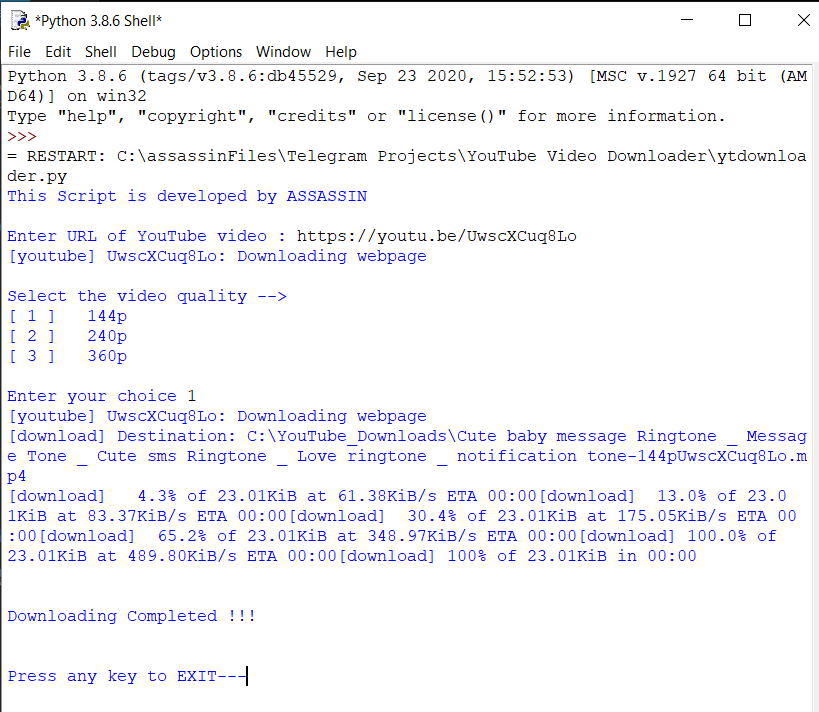 *Python 3.8.6 Shell*
File Edit Shell Debug Options Window Help
Python 3.8.6 (tags/v3.8.6:db45529, Sep 23 2020, 15:52:53) [MSC v.1927 64 bit (AM
D64)] on win32
Type "help", "copyright", "credits" or "license()" for more information.
>>>
= RESTART: C:\assassinFiles\Telegram Projects\YouTube Video Downloader\ytdownloa
der.py
This Script is developed by ASSASSIN
Enter URL of YouTube video : https://youtu.be/UwscXCuq8Lo
[youtube] UwscXCuq8Lo: Downloading webpage
Select the video quality -->
[ 1 ]   144p
[ 2 ]   240p
[ 3 ]   360p
Enter your choice 1
[youtube] UwscXCuq8Lo: Downloading webpage
[download] Destination: C:\YouTube_Downloads\Cute baby message Ringtone _ Messag
e Tone _ Cute sms Ringtone _ Love ringtone _ notification tone-144pUwscXCuq8Lo.m
p4
[download]   4.3% of 23.01KiB at 61.38KiB/s ETA 00:00[download]  13.0% of 23.0
1KiB at 83.37KiB/s ETA 00:00[download]  30.4% of 23.01KiB at 175.05KiB/s ETA 00
:00[download]  65.2% of 23.01KiB at 348.97KiB/s ETA 00:00[download] 100.0% of
23.01KiB at 489.80KiB/s ETA 00:00[download] 100% of 23.01KiB in 00:00
Downloading Completed !!!
Press any key to EXIT---